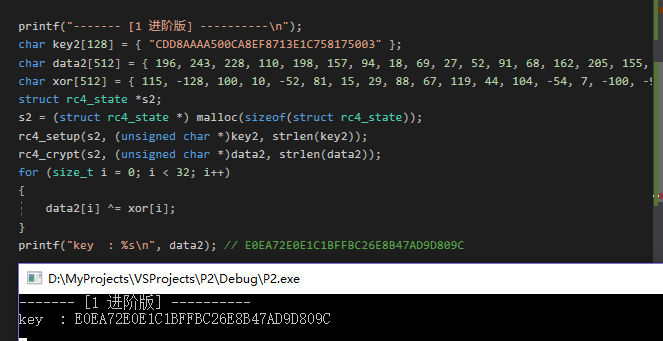 printf("------- [1 进阶版] ----------\n");
char key2[128] = { "CDD8AAAA500CA8EF8713E1C758175003" };
char data2[512] = { 196, 243, 228, 110, 198, 157, 94, 18, 69, 27, 52, 91, 68, 162, 205, 155,
char xor[512] = { 115, -128, 100, 10, -52, 81, 15, 29, 88, 67, 119, 44, 104, -54, 7, -100, -9
struct rc4_state *s2;
s2 = (struct rc4_state *) malloc(sizeof(struct rc4_state));
rc4_setup(s2, (unsigned char *)key2, strlen(key2));
rc4_crypt(s2, (unsigned char *)data2, strlen(data2));
for (size_t i = 0; i < 32; i++)
{
data2[i] ^= xor[i];
}
printf("key  : %s\n", data2); // E0EA72E0E1C1BFFBC26E8B47AD9D809C
D:\MyProjects\VSProjects\P2\Debug\P2.exe
------- [1 进阶版] ----------
key  : E0EA72E0E1C1BFFBC26E8B47AD9D809C